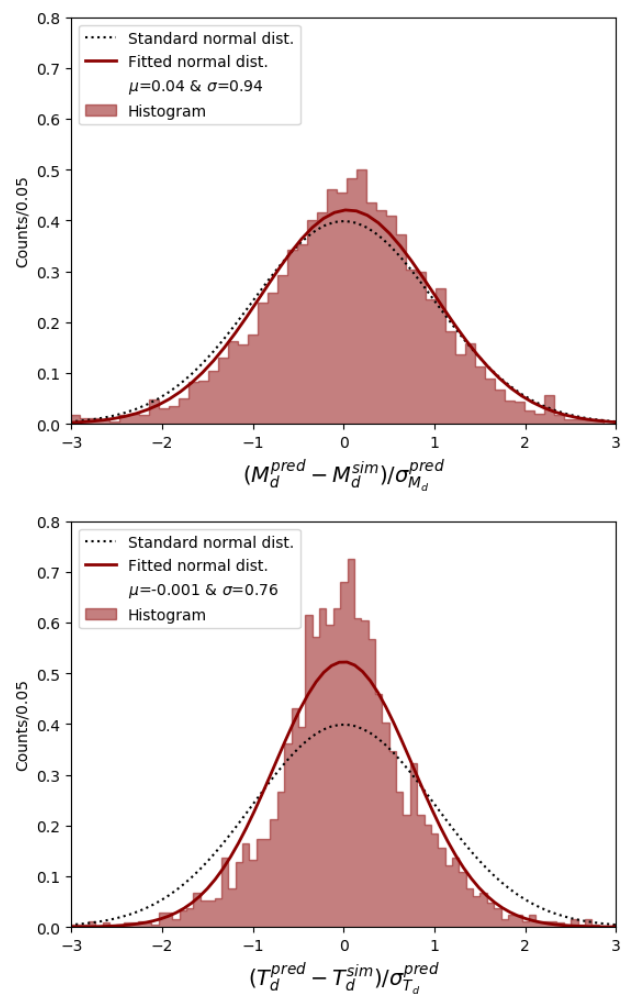 0.8
0.7
0.6
0.5
0.4
0.3
0.2
0.1
0.0
Counts/0.05
Standard normal dist.
Fitted normal dist.
μ=0.04 & σ=0.94
Histogram
−3 −2 −1 0 1 2 3
(M_d^{pred} − M_d^{sim})/σ_{M_d}^{pred}
0.8
0.7
0.6
0.5
0.4
0.3
0.2
0.1
0.0
Counts/0.05
Standard normal dist.
Fitted normal dist.
μ=-0.001 & σ=0.76
Histogram
−3 −2 −1 0 1 2 3
(T_d^{pred} − T_d^{sim})/σ_{T_d}^{pred}